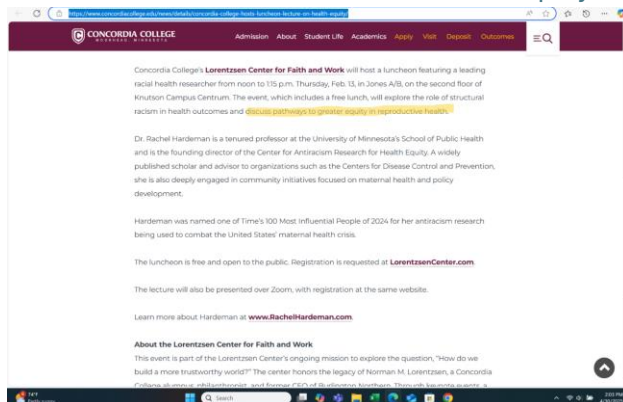 https://www.concordiacollege.edu/news/details/concordia-college-hosts-luncheon-lecture-on-health-equity/
CONCORDIA COLLEGE
MOORHEAD, MINNESOTA
Admission About Student Life Academics Apply Visit Deposit Outcomes
Concordia College's Lorentzsen Center for Faith and Work will host a luncheon featuring a leading
racial health researcher from noon to 1:15 p.m. Thursday, Feb. 13, in Jones A/B, on the second floor of
Knutson Campus Centrum. The event, which includes a free lunch, will explore the role of structural
racism in health outcomes and discuss pathways to greater equity in reproductive health.
Dr. Rachel Hardeman is a tenured professor at the University of Minnesota's School of Public Health
and is the founding director of the Center for Antiracism Research for Health Equity. A widely
published scholar and advisor to organizations such as the Centers for Disease Control and Prevention,
she is also deeply engaged in community initiatives focused on maternal health and policy
development.
Hardeman was named one of Time's 100 Most Influential People of 2024 for her antiracism research
being used to combat the United States' maternal health crisis.
The luncheon is free and open to the public. Registration is requested at LorentzsenCenter.com.
The lecture will also be presented over Zoom, with registration at the same website.
Learn more about Hardeman at www.RachelHardeman.com.
About the Lorentzsen Center for Faith and Work
This event is part of the Lorentzsen Center's ongoing mission to explore the question, "How do we
build a more trustworthy world?" The center honors the legacy of Norman M. Lorentzsen, a Concordia
College alumnus, philanthropist, and former CEO of Burlington Northern. Through keynote events, a
74°F
Search
2:03 PM
4/30/2025